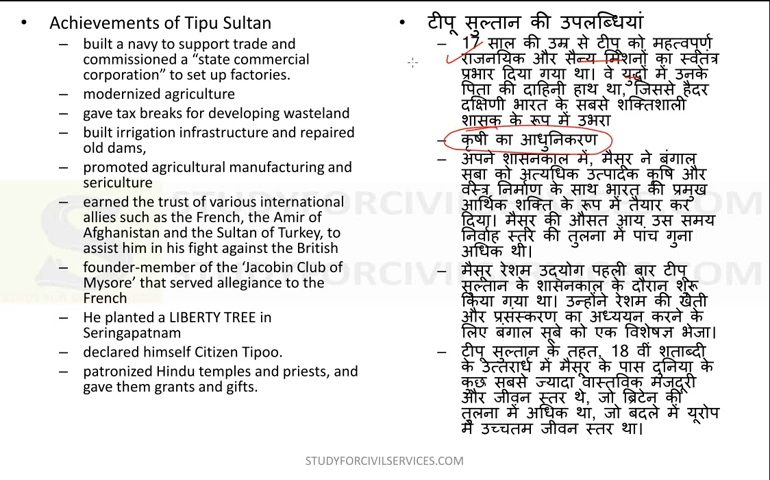 Achievements of Tipu Sultan
– built a navy to support trade and
commissioned a “state commercial
corporation” to set up factories.
– modernized agriculture
– gave tax breaks for developing wasteland
– built irrigation infrastructure and repaired
old dams,
– promoted agricultural manufacturing and
sericulture
– earned the trust of various international
allies such as the French, the Amir of
Afghanistan and the Sultan of Turkey, to
assist him in his fight against the British
– founder-member of the ‘Jacobin Club of
Mysore’ that served allegiance to the
French
– He planted a LIBERTY TREE in
Seringapatnam
– declared himself Citizen Tipoo.
– patronized Hindu temples and priests, and
gave them grants and gifts.
टीपू सुल्तान की उपलब्धियां
– 17 साल की उम्र से टीपू को महत्वपूर्ण
राजनयिक और सैन्य मिशनों का स्वतंत्र
प्रभार दिया गया था। वे युद्धों में उनके
पिता की दाहिनी हाथ था, जिससे हैदर
दक्षिणी भारत के सबसे शक्तिशाली
शासक के रूप में उभरा
– कृषी का आधुनिकरण
– अपने शासनकाल में, मैसूर ने बंगाल
सूबा को अत्यधिक उत्पादक कृषि और
वस्त्र निर्माण के साथ भारत की प्रमुख
आर्थिक शक्ति के रूप में तैयार कर
दिया। मैसूर की औसत आय उस समय
निर्वाह स्तर की तुलना में पांच गुना
अधिक थी।
– मैसूर रेशम उद्योग पहली बार टीपू
सुल्तान के शासनकाल के दौरान शुरू
किया गया था। उन्होंने रेशम की खेती
और प्रसंस्करण का अध्ययन करने के
लिए बंगाल सूबे को एक विशेषज्ञ भेजा।
– टीपू सुल्तान के तहत, 18 वीं शताब्दी
के उत्तरार्ध में मैसूर के पास दुनिया के
कुछ सबसे ज्यादा वास्तविक मजदूरी
और जीवन स्तर थे, जो ब्रिटेन की
तुलना में अधिक था, जो बदले में यूरोप
में उच्चतम जीवन स्तर था।
STUDYFORCIVILSERVICES.COM